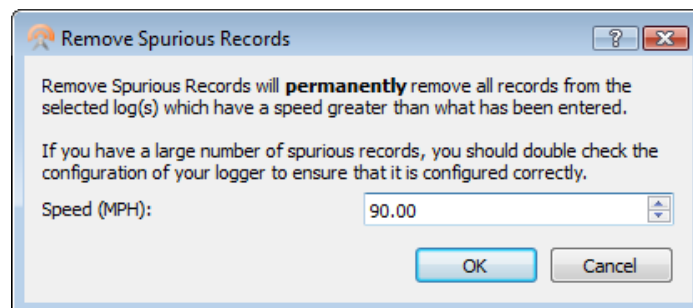 Remove Spurious Records
Remove Spurious Records will permanently remove all records from the
selected log(s) which have a speed greater than what has been entered.
If you have a large number of spurious records, you should double check the
configuration of your logger to ensure that it is configured correctly.
Speed (MPH): 90.00
OK Cancel